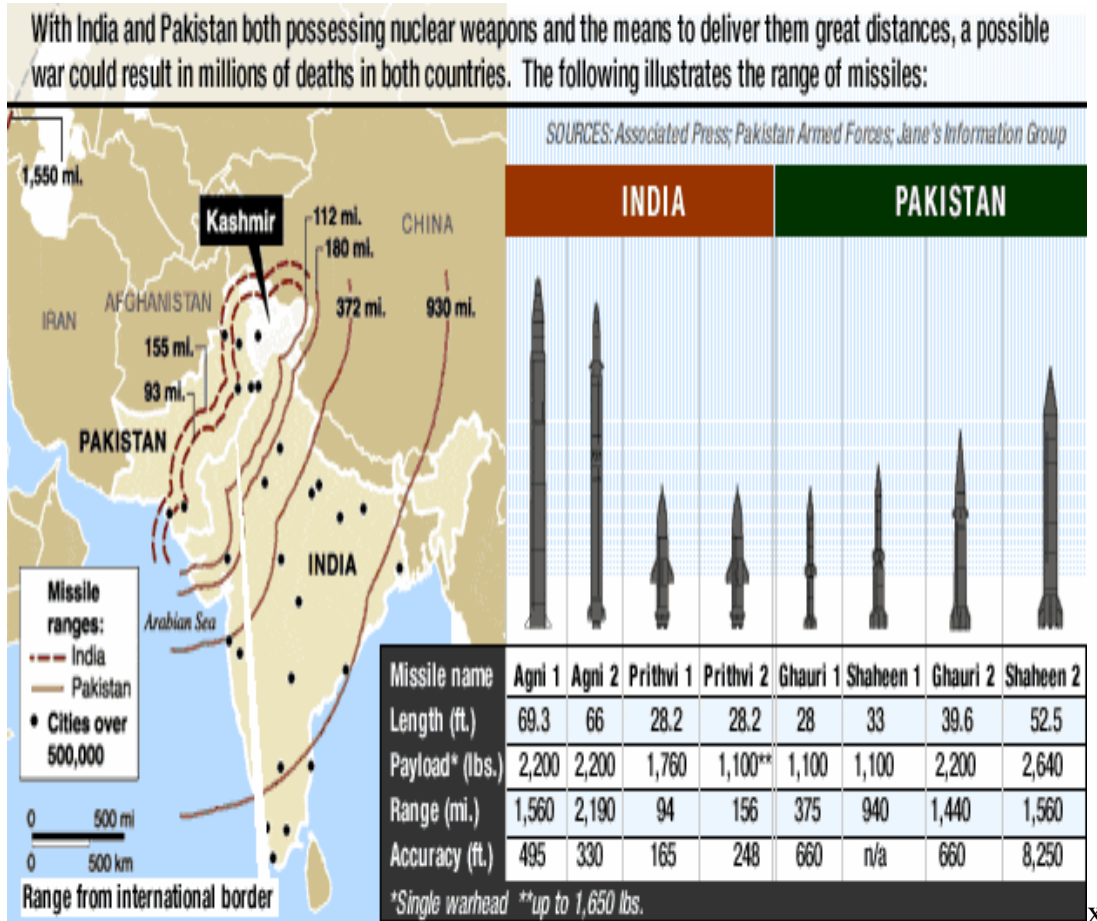 With India and Pakistan both possessing nuclear weapons and the means to deliver them great distances, a possible
war could result in millions of deaths in both countries. The following illustrates the range of missiles:
SOURCES: Associated Press; Pakistan Armed Forces; Jane's Information Group
1,550 mi.
Kashmir
112 mi.
180 mi.
CHINA
AFGHANISTAN
IRAN
372 mi.
930 mi.
155 mi.
93 mi.
PAKISTAN
INDIA
Arabian Sea
Missile
ranges:
India
Pakistan
Cities over
500,000
0 500 mi
0 500 km
Range from international border
INDIA PAKISTAN
Missile name Agni 1 Agni 2 Prithvi 1 Prithvi 2 Ghauri 1 Shaheen 1 Ghauri 2 Shaheen 2
Length (ft.) 69.3 66 28.2 28.2 28 33 39.6 52.5
Payload* (lbs.) 2,200 2,200 1,760 1,100** 1,100 1,100 2,200 2,640
Range (mi.) 1,560 2,190 94 156 375 940 1,440 1,560
Accuracy (ft.) 495 330 165 248 660 n/a 660 8,250
*Single warhead **up to 1,650 lbs.
x